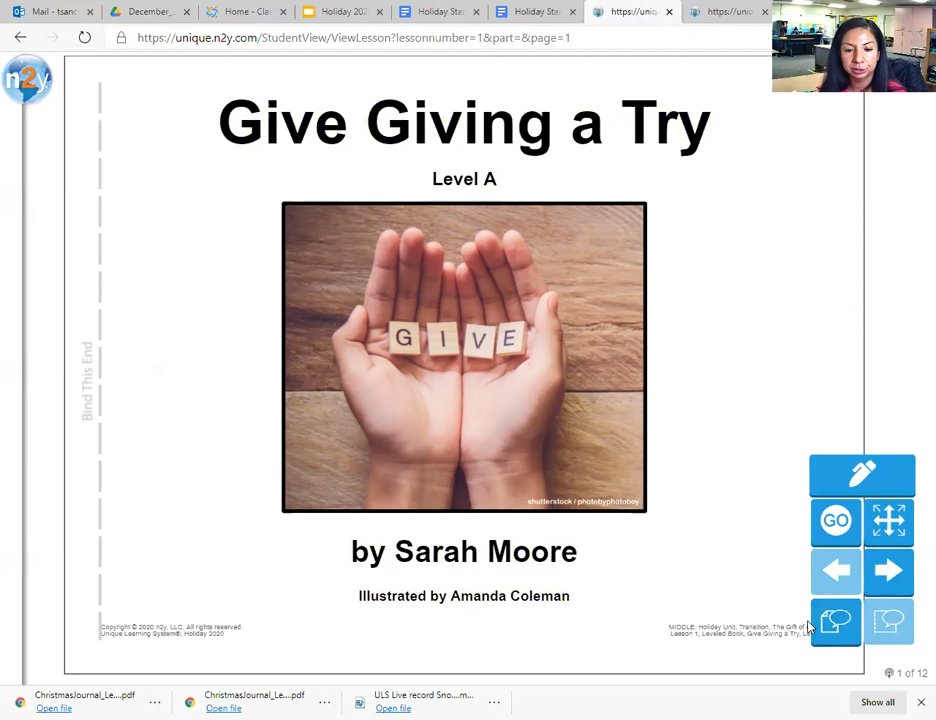 Mail - tsand
December_
Home - Cla
Holiday 202
Holiday Sta
Holiday Sta
https://uniq
https://uniq
https://unique.n2y.com/StudentView/ViewLesson?lessonnumber=1&part=&page=1
n2y
Give Giving a Try
Level A
GIVE
shutterstock / photobyphotoboy
Bind This End
by Sarah Moore
Illustrated by Amanda Coleman
GO
Copyright © 2020 n2y, LLC. All rights reserved.
Unique Learning System®, Holiday 2020
MIDDLE, Holiday Unit, Transition, The Gift of
Lesson 1, Leveled Book, Give Giving a Try, Le
1 of 12
ChristmasJournal_Le....pdf
Open file
ChristmasJournal_Le....pdf
Open file
ULS Live record Sno....m...
Open file
Show all